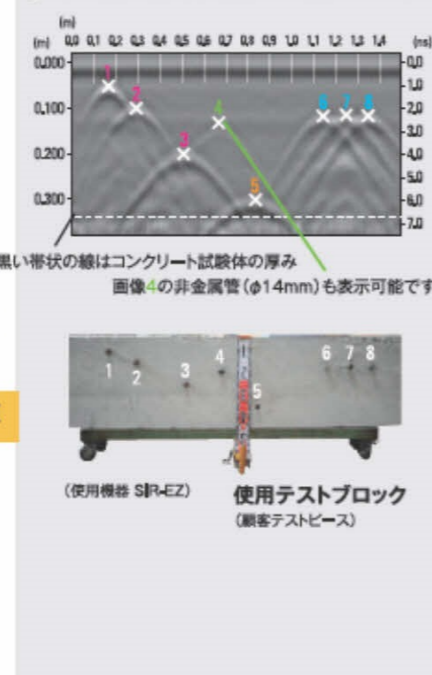 (m)
(m) 0,0 0,1 0,2 0,3 0,4 0,5 0,6 0,7 0,8 0,9 1,0 1,1 1,2 1,3 1,4 (ns)
0.000 0,0
1 1,0
0.100 2
4 6 7 8 3,0
0.200 3 4,0
5,0
0.300 5 6,0
7,0
黒い帯状の線はコンクリート試験体の厚み
画像4の非金属管(φ14mm)も表示可能です
1 2 3 4 5 6 7 8
(使用機器 SIR-EZ)
使用テストブロック
(顧客テストピース)